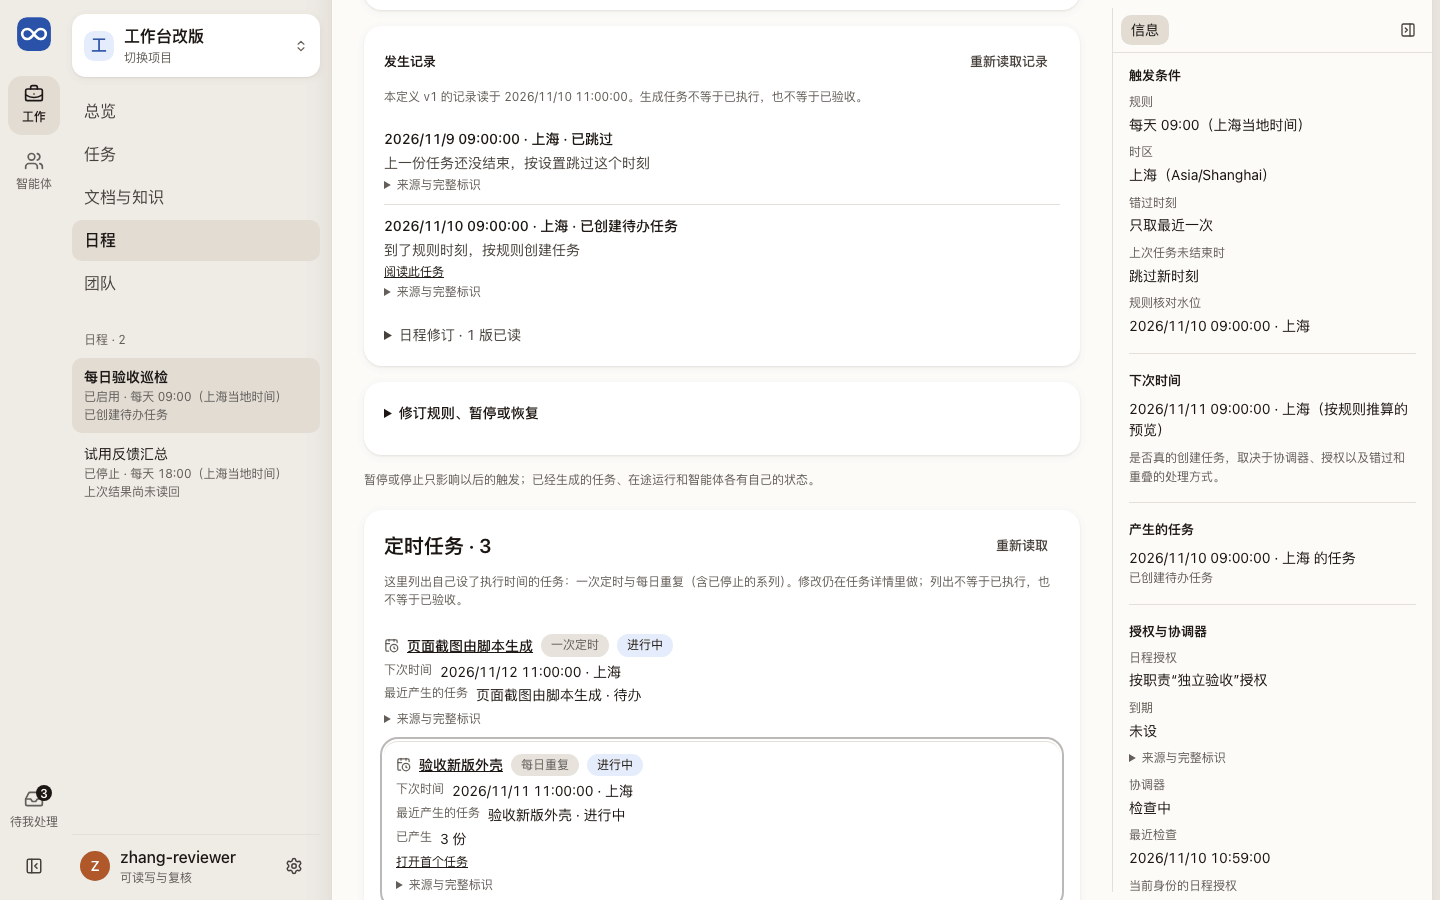 工
工作台改版
切换项目
工作
智能体
总览
任务
文档与知识
日程
团队
日程 · 2
每日验收巡检
已启用 · 每天 09:00（上海当地时间）
已创建待办任务
试用反馈汇总
已停止 · 每天 18:00（上海当地时间）
上次结果尚未读回
3
待我处理
Z
zhang-reviewer
可读写与复核
发生记录
重新读取记录
本定义 v1 的记录读于 2026/11/10 11:00:00。生成任务不等于已执行，也不等于已验收。
2026/11/9 09:00:00 · 上海 · 已跳过
上一份任务还没结束，按设置跳过这个时刻
来源与完整标识
2026/11/10 09:00:00 · 上海 · 已创建待办任务
到了规则时刻，按规则创建任务
阅读此任务
来源与完整标识
日程修订 · 1 版已读
修订规则、暂停或恢复
暂停或停止只影响以后的触发；已经生成的任务、在途运行和智能体各有自己的状态。
定时任务 · 3
重新读取
这里列出自己设了执行时间的任务：一次定时与每日重复（含已停止的系列）。修改仍在任务详情里做；列出不等于已执行，也
不等于已验收。
页面截图由脚本生成 一次定时 进行中
下次时间 2026/11/12 11:00:00 · 上海
最近产生的任务 页面截图由脚本生成 · 待办
来源与完整标识
验收新版外壳 每日重复 进行中
下次时间 2026/11/11 11:00:00 · 上海
最近产生的任务 验收新版外壳 · 进行中
已产生 3 份
打开首个任务
来源与完整标识
信息
触发条件
规则
每天 09:00（上海当地时间）
时区
上海（Asia/Shanghai）
错过时刻
只取最近一次
上次任务未结束时
跳过新时刻
规则核对水位
2026/11/10 09:00:00 · 上海
下次时间
2026/11/11 09:00:00 · 上海（按规则推算的
预览）
是否真的创建任务，取决于协调器、授权以及错过和
重叠的处理方式。
产生的任务
2026/11/10 09:00:00 · 上海 的任务
已创建待办任务
授权与协调器
日程授权
按职责“独立验收”授权
到期
未设
来源与完整标识
协调器
检查中
最近检查
2026/11/10 10:59:00
当前身份的日程授权